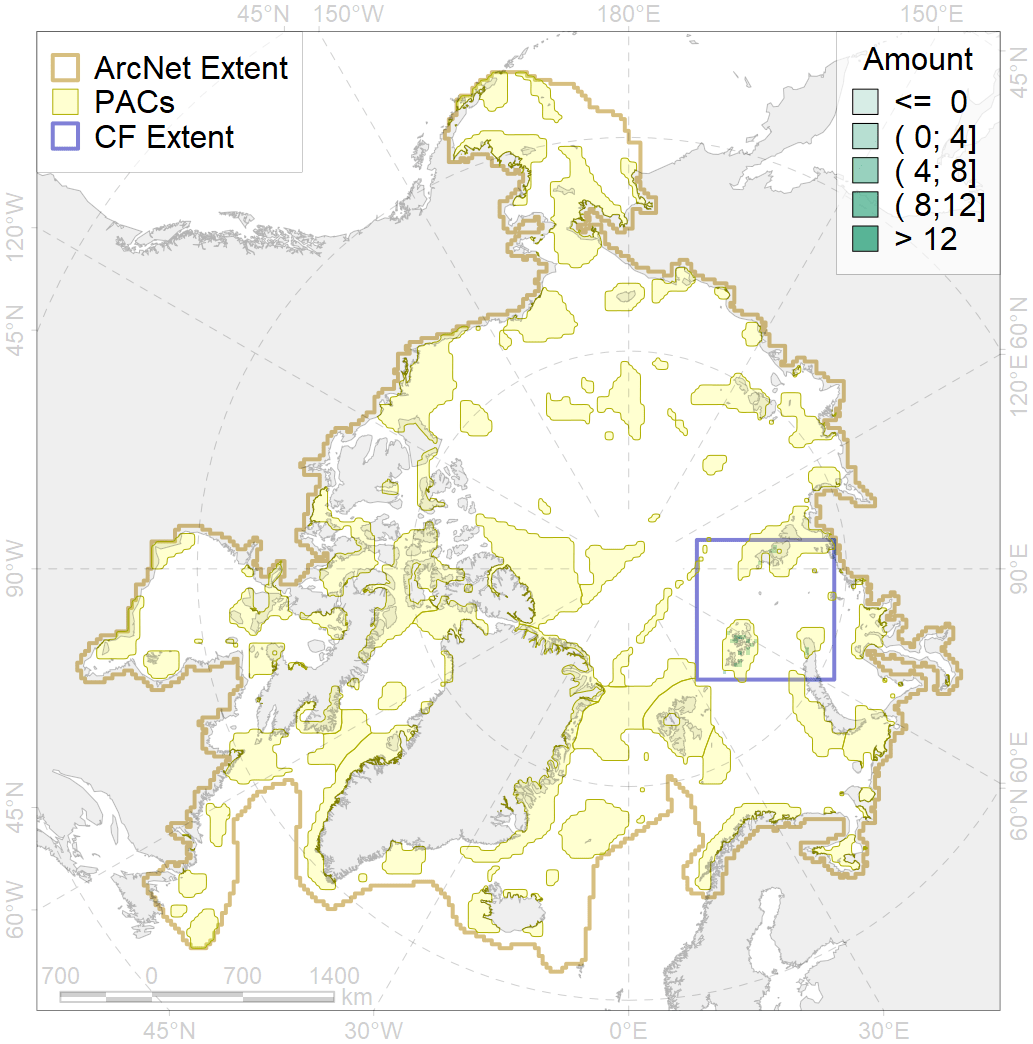 45°N 150°W 180°E 150°E
ArcNet Extent
PACs
CF Extent
Amount
<= 0
( 0; 4]
( 4; 8]
( 8;12]
> 12
45°N
120°W
45°N
90°W
45°N
60°W
60°N
120°E
90°E
60°E
60°N
700 0 700 1400
km
45°W 30°W 0°E 30°E